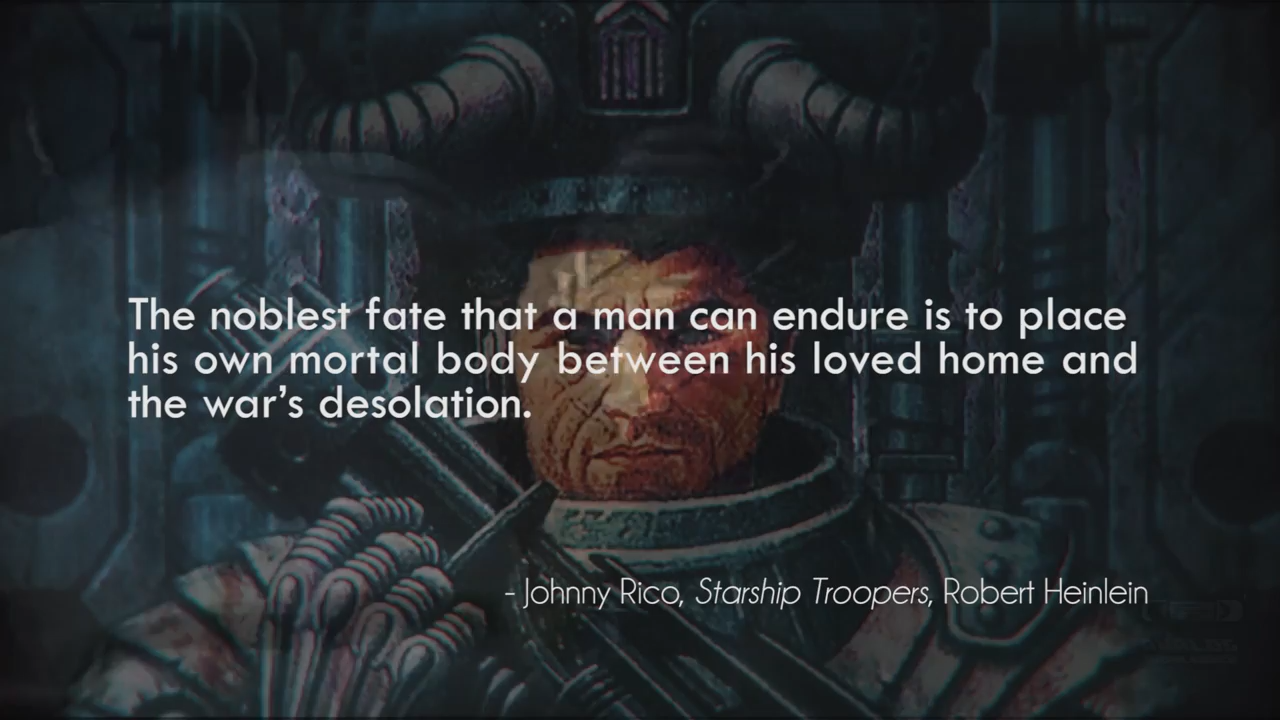 The noblest fate that a man can endure is to place
his own mortal body between his loved home and
the war’s desolation.
- Johnny Rico, Starship Troopers, Robert Heinlein